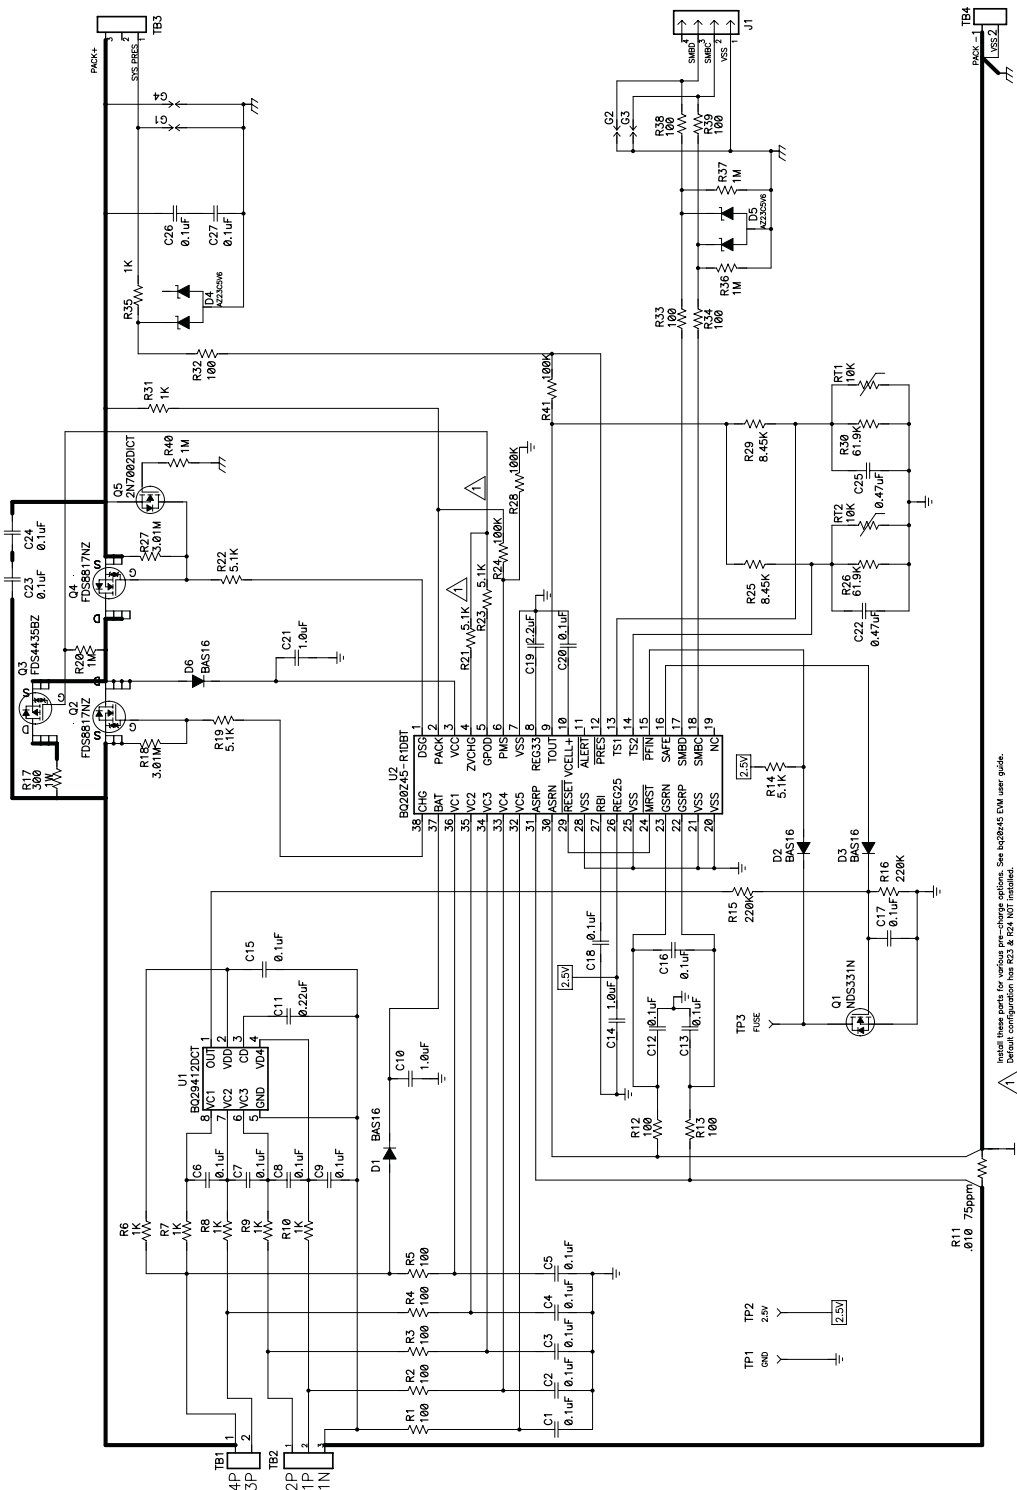 TB3
PACK+
3
2
1
SYS PRES
G4
G1
C26
0.1uF
C27
0.1uF
R35
1K
D4
AZ23C5V6
R32
100
R31
1K
J1
4
3
2
1
SMBD
SMBC
VSS
G2
G3
R38
100
R39
100
R37
1M
D5
AZ23C5V6
R36
1M
R33
100
R34
100
TB4
PACK -
1
VSS
2
C24
0.1uF
C23
0.1uF
Q5
2N7002DICT
R40
1M
R27
3.01M
Q4
FDS8817NZ
S
G
D
R22
5.1K
Q3
FDS4435BZ
S
G
D
R20
1M
Q2
FDS8817NZ
D
G
S
R18
3.01M
R19
5.1K
R17
300
1W
D6
BAS16
C21
1.0uF
R41
100K
R28
100K
R24
100K
R23
5.1K
R21
5.1K
1
1
C19
2.2uF
C20
0.1uF
R29
8.45K
R25
8.45K
RT1
10K
R30
61.9K
C25
0.47uF
RT2
10K
R26
61.9K
C22
0.47uF
U2
BQ20Z45-R1DBT
1
DSG
2
PACK
3
VCC
4
ZVCHG
5
GPOD
6
PMS
7
VSS
8
REG33
9
TOUT
10
VCELL+
11
ALERT
12
PRES
13
TS1
14
TS2
15
PFIN
16
SAFE
17
SMBD
18
SMBC
19
NC
38
CHG
37
BAT
36
VC1
35
VC2
34
VC3
33
VC4
32
VC5
31
ASRP
30
ASRN
29
RESET
28
VSS
27
RBI
26
REG25
25
VSS
24
MRST
23
GSRN
22
GSRP
21
VSS
20
VSS
2.5V
R14
5.1K
D2
BAS16
D3
BAS16
R15
220K
R16
220K
C17
0.1uF
Q1
NDS331N
TP3
FUSE
C18
0.1uF
2.5V
C14
1.0uF
C16
0.1uF
C12
0.1uF
C13
0.1uF
R12
100
R13
100
C15
0.1uF
C11
0.22uF
U1
BQ29412DCT
1
OUT
2
VDD
3
CD
4
VD4
8
VC1
7
VC2
6
VC3
5
GND
C10
1.0uF
D1
BAS16
C6
0.1uF
C7
0.1uF
C8
0.1uF
C9
0.1uF
R6
1K
R7
1K
R8
1K
R9
1K
R10
1K
R5
100
R4
100
R3
100
R2
100
R1
100
C5
0.1uF
C4
0.1uF
C3
0.1uF
C2
0.1uF
C1
0.1uF
TB1
1
2
4P
3P
TB2
1
2
3
2P
1P
1N
TP2
2.5V
2.5V
TP1
GND
R11
.010 75ppm
1
Install these parts for various pre-charge options. See bq20z45 EVM user guide.
Default configuration has R23 & R24 NOT installed.